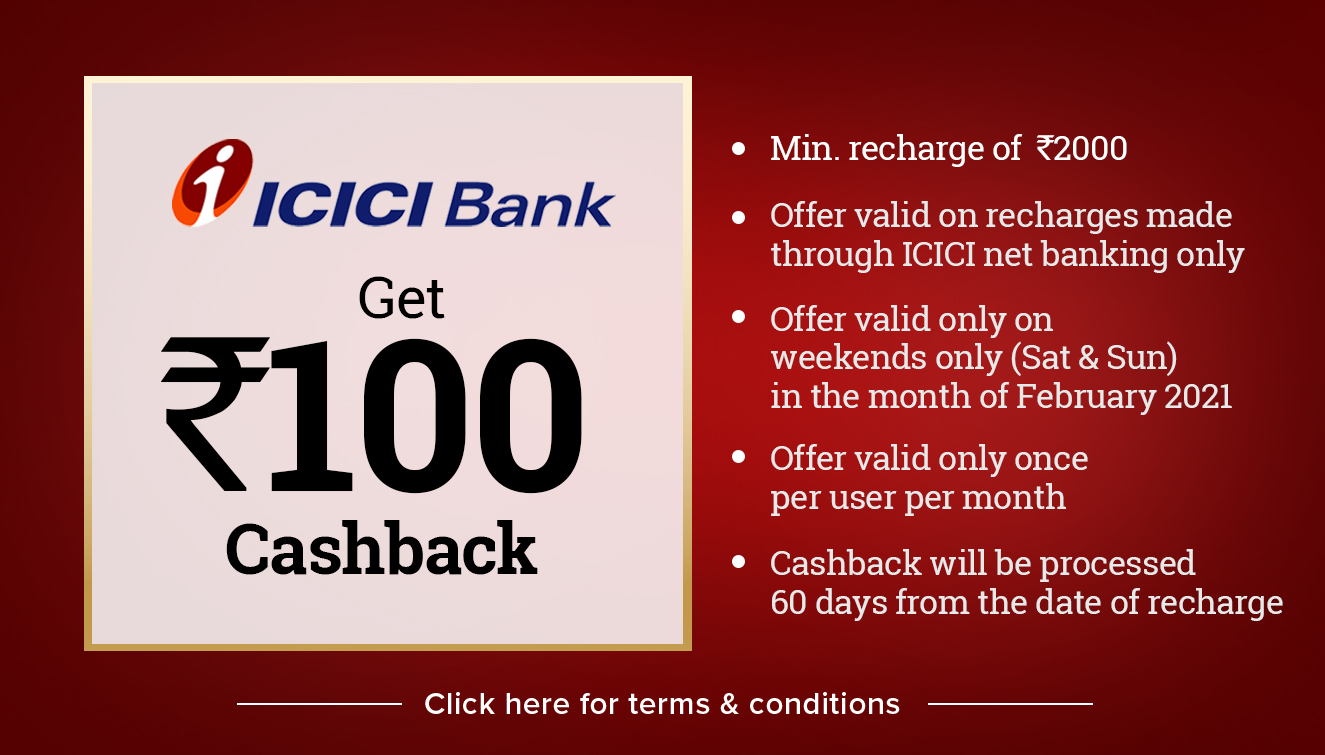 ICICI Bank
Get
₹100
Cashback
Min. recharge of ₹2000
Offer valid on recharges made
through ICICI net banking only
Offer valid only on
weekends only (Sat & Sun)
in the month of February 2021
Offer valid only once
per user per month
Cashback will be processed
60 days from the date of recharge
Click here for terms & conditions